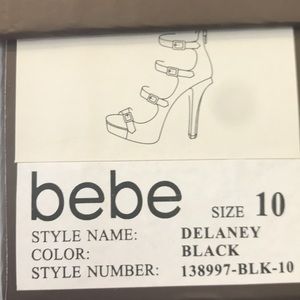 bebe SIZE 10
STYLE NAME: DELANEY
COLOR: BLACK
STYLE NUMBER: 138997-BLK-10